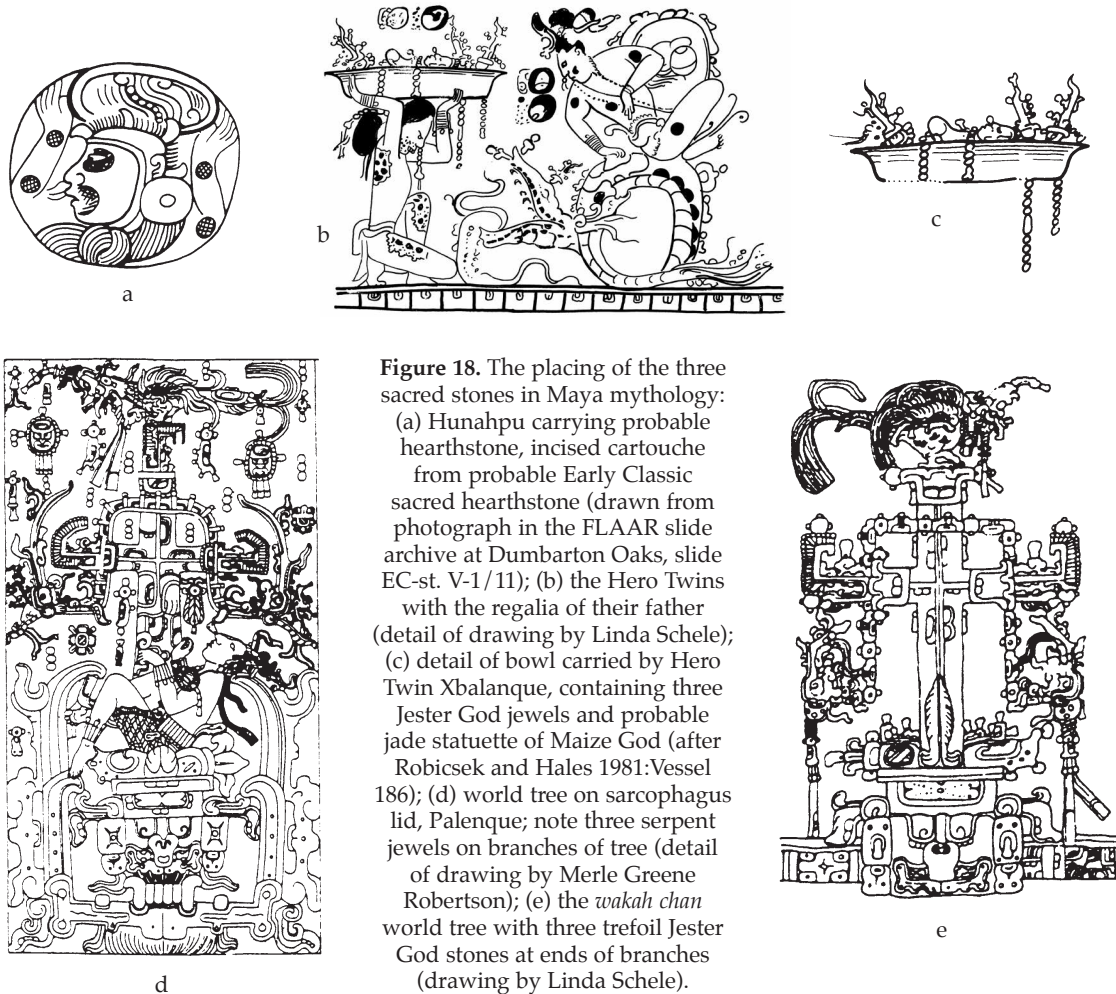 a
b
c
Figure 18. The placing of the three
sacred stones in Maya mythology:
(a) Hunahpu carrying probable
hearthstone, incised cartouche
from probable Early Classic
sacred hearthstone (drawn from
photograph in the FLAAR slide
archive at Dumbarton Oaks, slide
EC-st. V-1/11); (b) the Hero Twins
with the regalia of their father
(detail of drawing by Linda Schele);
(c) detail of bowl carried by Hero
Twin Xbalanque, containing three
Jester God jewels and probable
jade statuette of Maize God (after
Robicsek and Hales 1981:Vessel
186); (d) world tree on sarcophagus
lid, Palenque; note three serpent
jewels on branches of tree (detail
of drawing by Merle Greene
Robertson); (e) the wakah chan
world tree with three trefoil Jester
God stones at ends of branches
(drawing by Linda Schele).
d
e